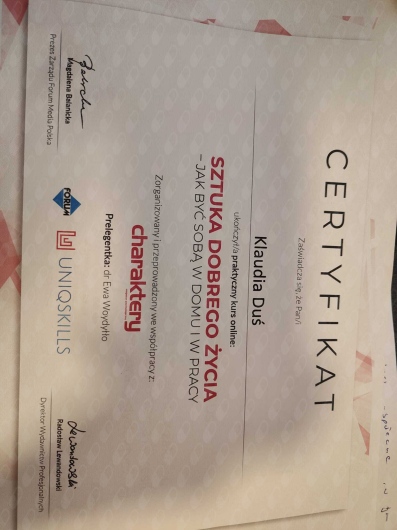 CERTYFIKAT
Zaświadcza się, że Pan/i
Klaudia Duś
ukończył/a praktyczny kurs online:
SZTUKA DOBREGO ŻYCIA
– JAK BYĆ SOBĄ W DOMU I W PRACY
Zorganizowany i przeprowadzony we współpracy z:
charaktery
Prelegentka: dr Ewa Woydyłło
FORUM
UNIQSKILLS
Magdalena Balanicka
Prezes Zarządu Forum Media Polska
Lewandowski
Radosław Lewandowski
Dyrektor Wydawnictw Profesjonalnych